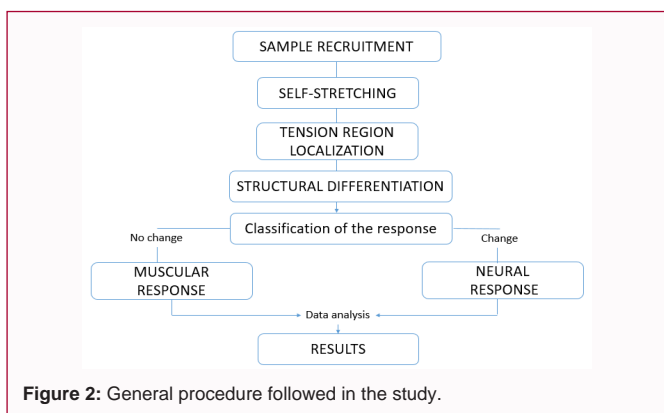 SAMPLE RECRUITMENT
SELF-STRETCHING
TENSION REGION
LOCALIZATION
STRUCTURAL DIFFERENTIATION
Classification of the response
No change
Change
MUSCULAR
RESPONSE
NEURAL
RESPONSE
Data analysis
RESULTS
Figure 2: General procedure followed in the study.